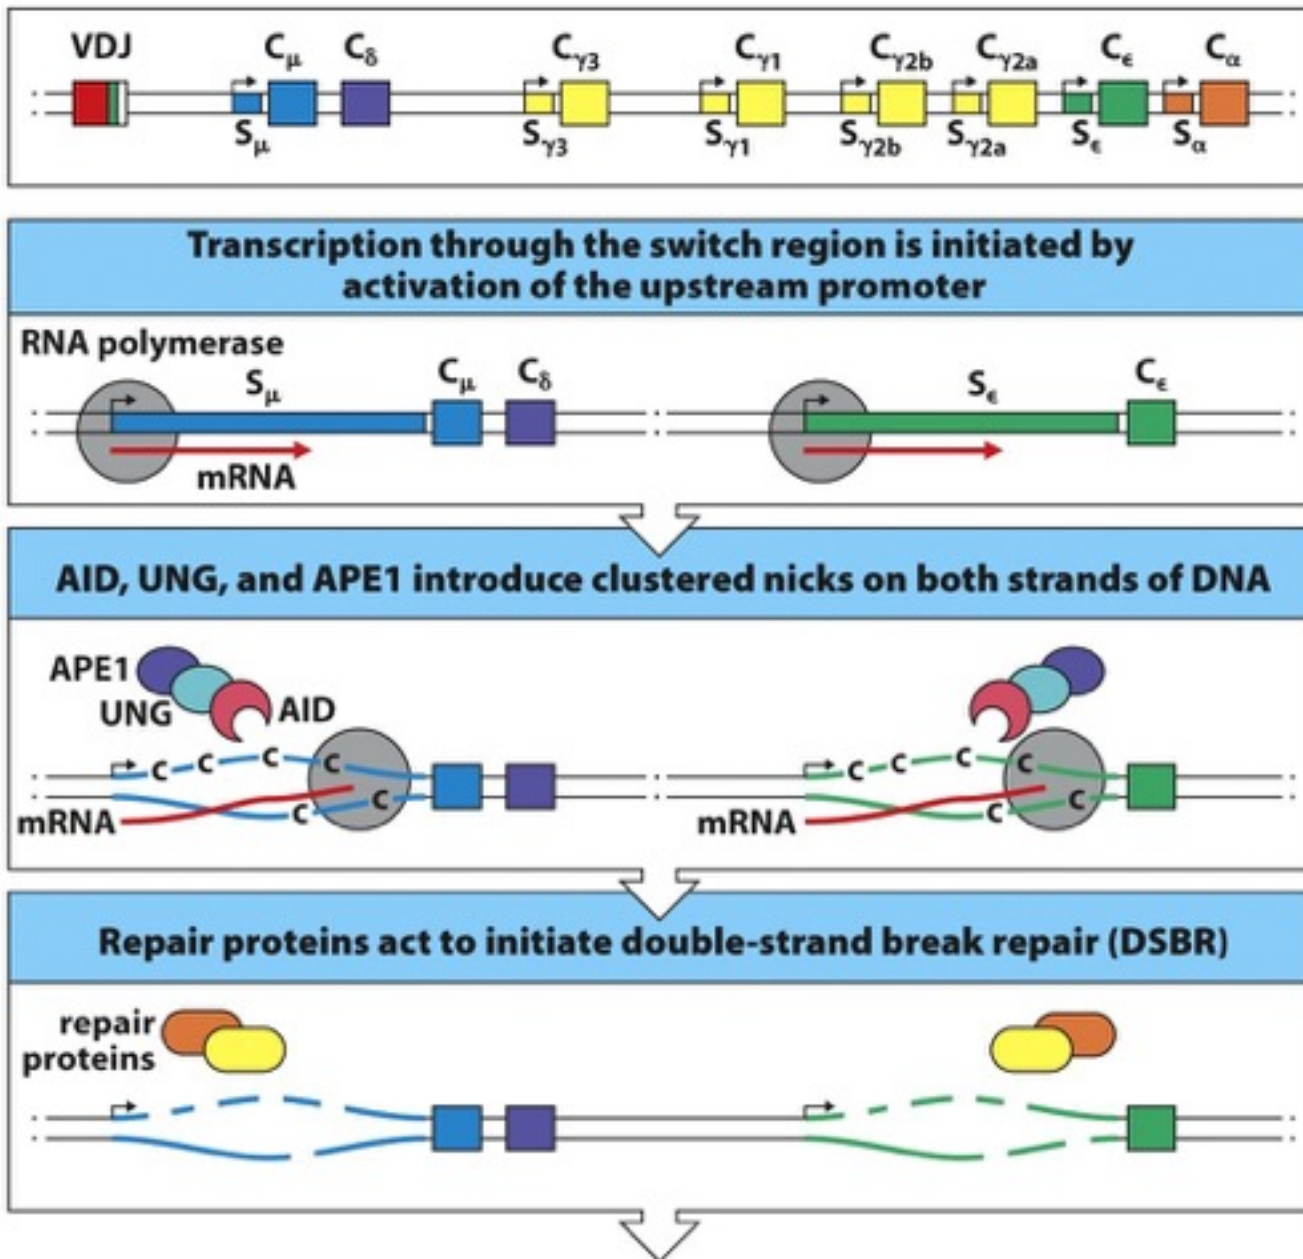 VDJ Cμ Cδ Cγ3 Cγ1 Cγ2b Cγ2a Cϵ Cα
Sμ Sγ3 Sγ1 Sγ2b Sγ2a Sϵ Sα
Transcription through the switch region is initiated by
activation of the upstream promoter
RNA polymerase
Sμ Cμ Cδ Sϵ Cϵ
mRNA
AID, UNG, and APE1 introduce clustered nicks on both strands of DNA
APE1
UNG AID
C C C C C C C C
C C C C
mRNA mRNA
Repair proteins act to initiate double-strand break repair (DSBR)
repair
proteins